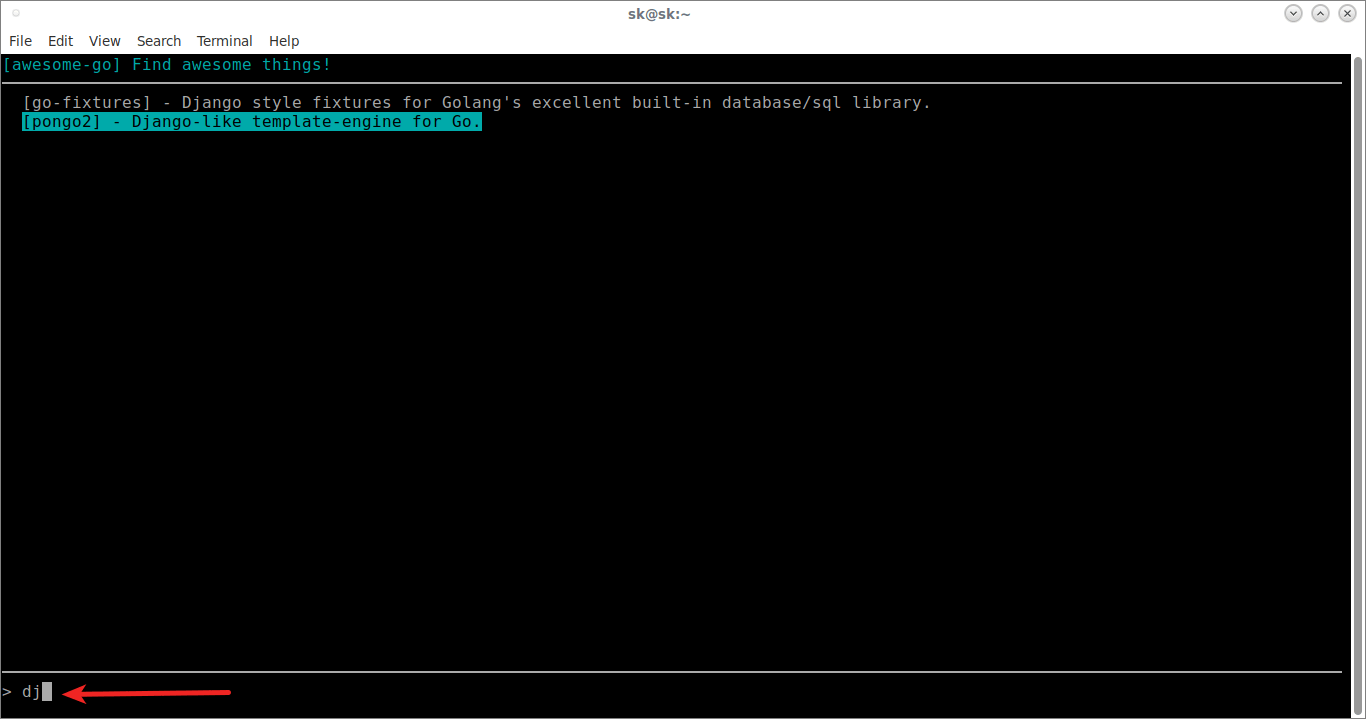 sk@sk:~
File Edit View Search Terminal Help
[awesome-go] Find awesome things!
[go-fixtures] - Django style fixtures for Golang's excellent built-in database/sql library.
[pongo2] - Django-like template-engine for Go.
> dj